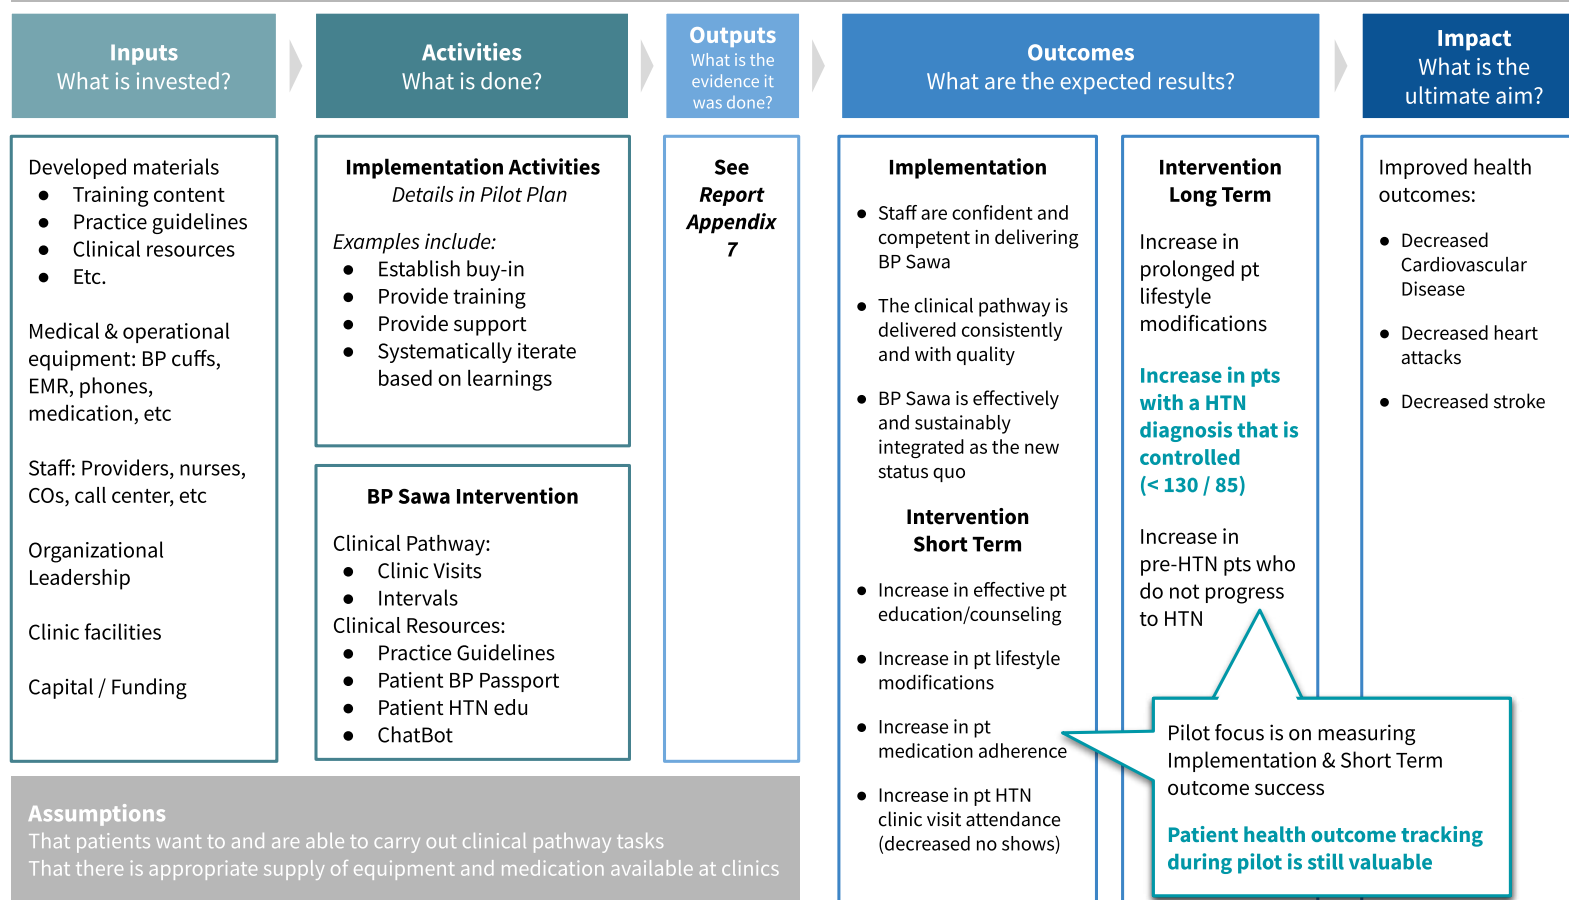 Inputs
What is invested?
Activities
What is done?
Outputs
What is the
evidence it
was done?
Outcomes
What are the expected results?
Impact
What is the
ultimate aim?
Developed materials
● Training content
● Practice guidelines
● Clinical resources
● Etc.
Medical & operational
equipment: BP cuffs,
EMR, phones,
medication, etc
Staff: Providers, nurses,
COs, call center, etc
Organizational
Leadership
Clinic facilities
Capital / Funding
Implementation Activities
Details in Pilot Plan
Examples include:
● Establish buy-in
● Provide training
● Provide support
● Systematically iterate
based on learnings
BP Sawa Intervention
Clinical Pathway:
● Clinic Visits
● Intervals
Clinical Resources:
● Practice Guidelines
● Patient BP Passport
● Patient HTN edu
● ChatBot
See
Report
Appendix
7
Implementation
● Staff are confident and
competent in delivering
BP Sawa
● The clinical pathway is
delivered consistently
and with quality
● BP Sawa is effectively
and sustainably
integrated as the new
status quo
Intervention
Short Term
● Increase in effective pt
education/counseling
● Increase in pt lifestyle
modifications
● Increase in pt
medication adherence
● Increase in pt HTN
clinic visit attendance
(decreased no shows)
Intervention
Long Term
Increase in
prolonged pt
lifestyle
modifications
Increase in pts
with a HTN
diagnosis that is
controlled
(< 130 / 85)
Increase in
pre-HTN pts who
do not progress
to HTN
Improved health
outcomes:
● Decreased
Cardiovascular
Disease
● Decreased heart
attacks
● Decreased stroke
Pilot focus is on measuring
Implementation & Short Term
outcome success
Patient health outcome tracking
during pilot is still valuable
Assumptions
That patients want to and are able to carry out clinical pathway tasks
That there is appropriate supply of equipment and medication available at clinics